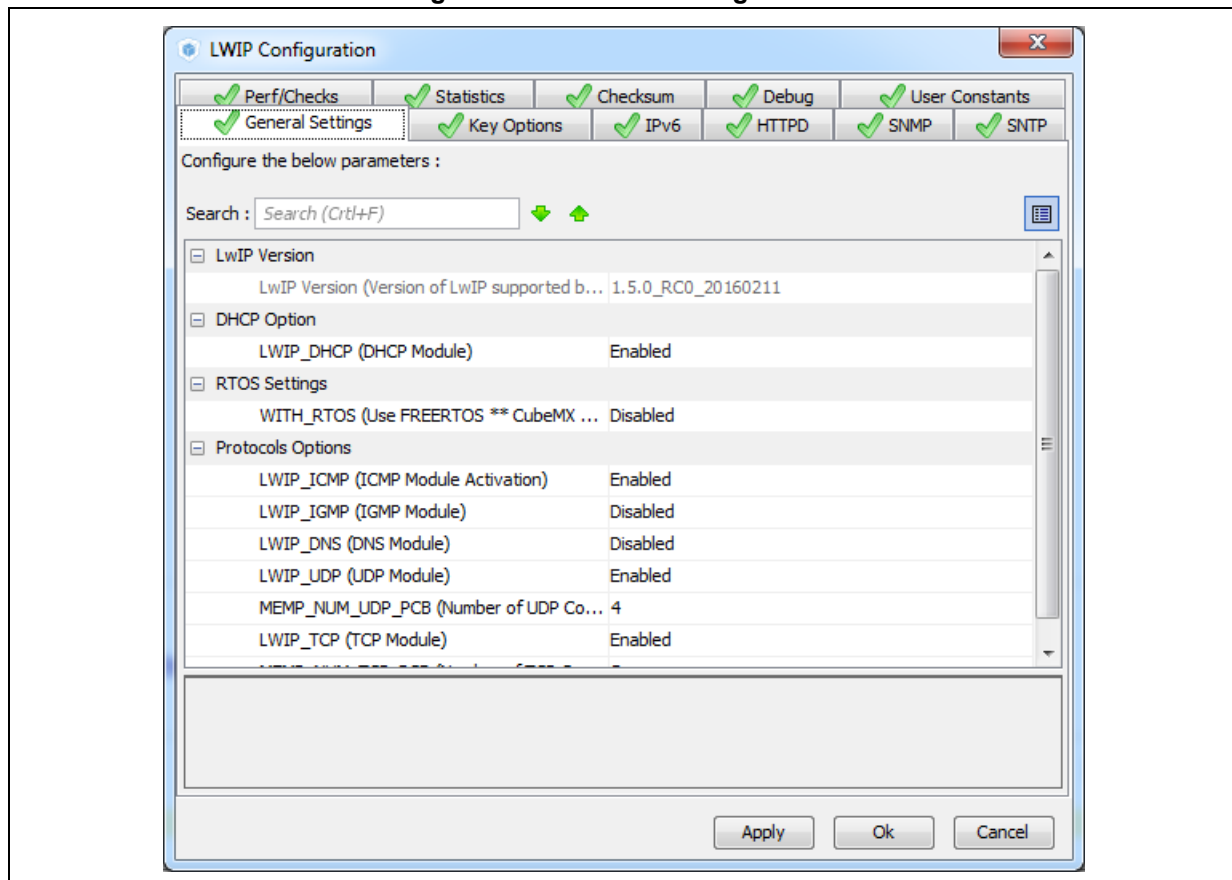 LWIP Configuration
Perf/Checks Statistics Checksum Debug User Constants
General Settings Key Options IPv6 HTTPD SNMP SNTP
Configure the below parameters :
Search : Search (Crtl+F)
LwIP Version
LwIP Version (Version of LwIP supported b... 1.5.0_RC0_20160211
DHCP Option
LWIP_DHCP (DHCP Module) Enabled
RTOS Settings
WITH_RTOS (Use FREERTOS ** CubeMX ... Disabled
Protocols Options
LWIP_ICMP (ICMP Module Activation) Enabled
LWIP_IGMP (IGMP Module) Disabled
LWIP_DNS (DNS Module) Disabled
LWIP_UDP (UDP Module) Enabled
MEMP_NUM_UDP_PCB (Number of UDP Co... 4
LWIP_TCP (TCP Module) Enabled
Apply Ok Cancel